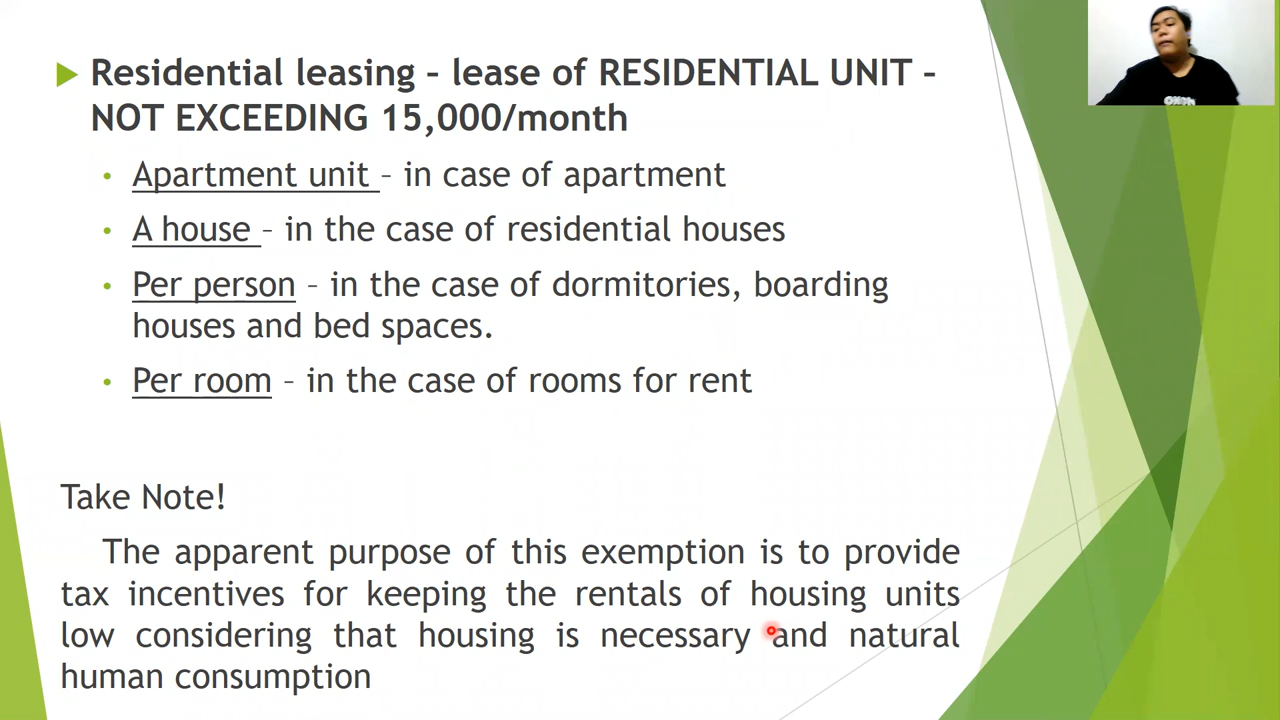 Residential leasing – lease of RESIDENTIAL UNIT –
NOT EXCEEDING 15,000/month
Apartment unit – in case of apartment
A house – in the case of residential houses
Per person – in the case of dormitories, boarding
houses and bed spaces.
Per room – in the case of rooms for rent
Take Note!
The apparent purpose of this exemption is to provide
tax incentives for keeping the rentals of housing units
low considering that housing is necessary and natural
human consumption